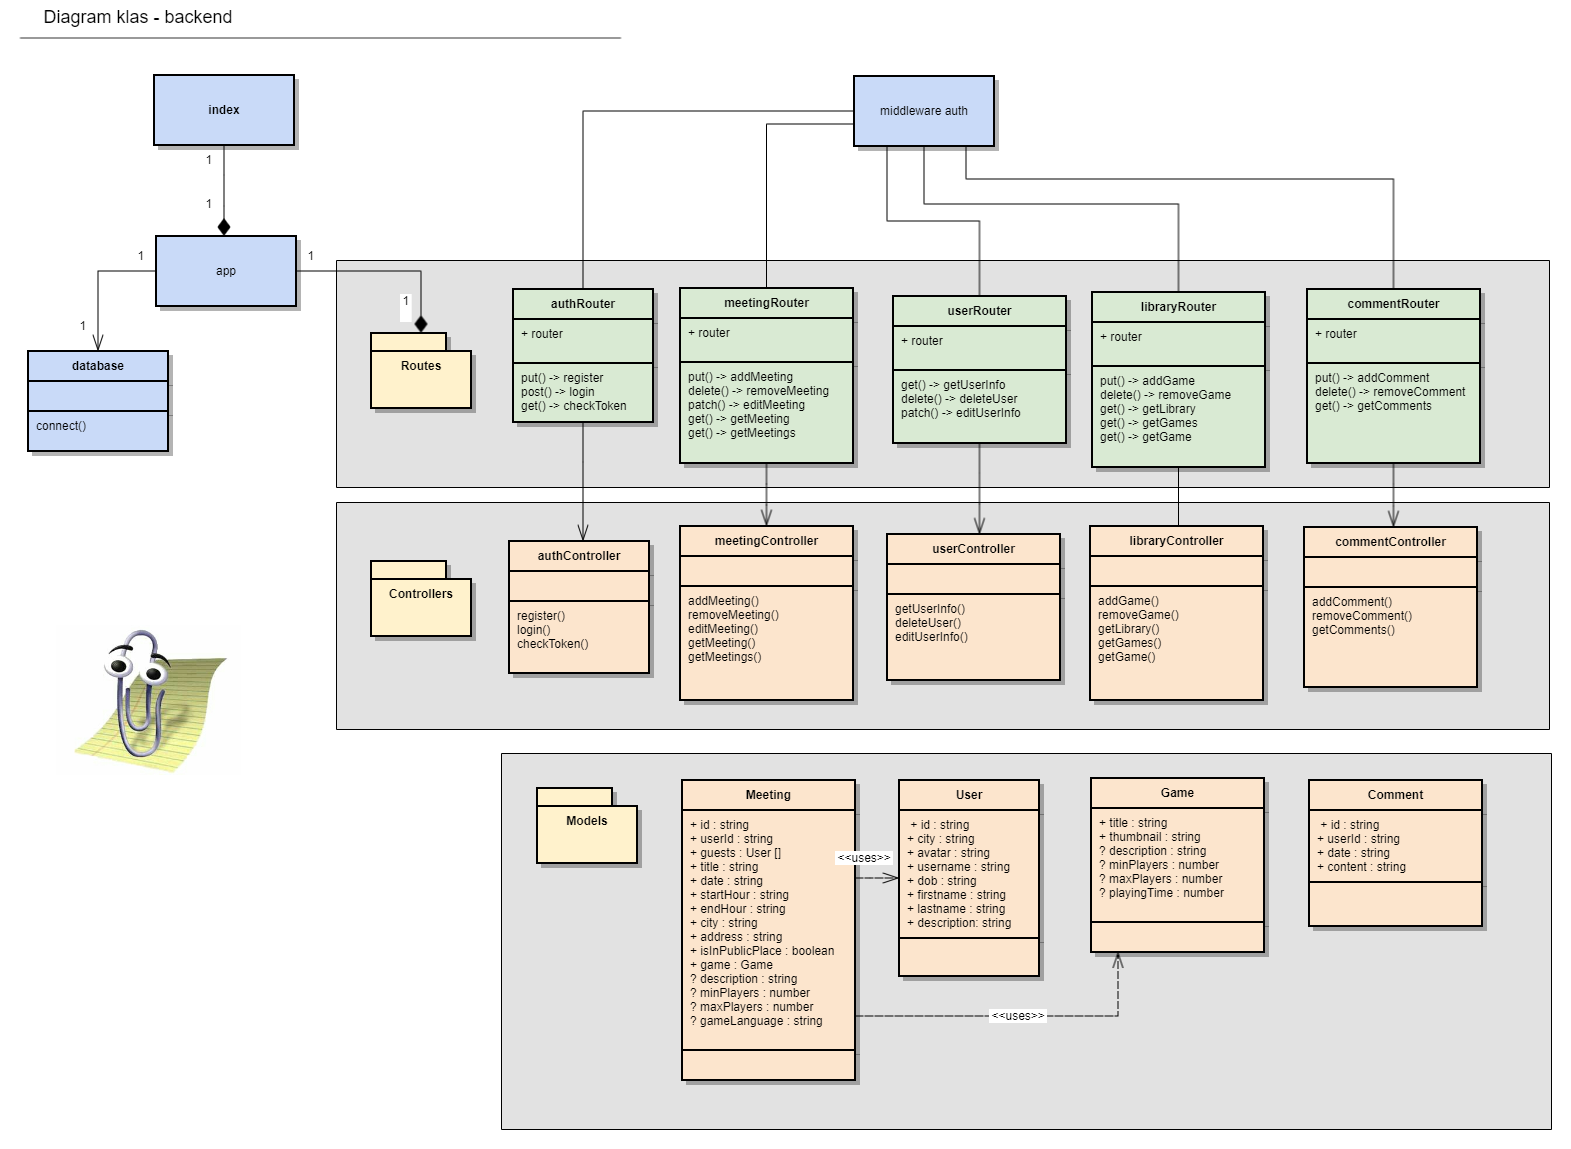 Diagram klas - backend
index
middleware auth
1
1
app
1
1
1
1
database
connect()
Routes
authRouter
+ router
put() -> register
post() -> login
get() -> checkToken
meetingRouter
+ router
put() -> addMeeting
delete() -> removeMeeting
patch() -> editMeeting
get() -> getMeeting
get() -> getMeetings
userRouter
+ router
get() -> getUserInfo
delete() -> deleteUser
patch() -> editUserInfo
libraryRouter
+ router
put() -> addGame
delete() -> removeGame
get() -> getLibrary
get() -> getGames
get() -> getGame
commentRouter
+ router
put() -> addComment
delete() -> removeComment
get() -> getComments
Controllers
authController
register()
login()
checkToken()
meetingController
addMeeting()
removeMeeting()
editMeeting()
getMeeting()
getMeetings()
userController
getUserInfo()
deleteUser()
editUserInfo()
libraryController
addGame()
removeGame()
getLibrary()
getGames()
getGame()
commentController
addComment()
removeComment()
getComments()
Models
Meeting
+ id : string
+ userId : string
+ guests : User []
+ title : string
+ date : string
+ startHour : string
+ endHour : string
+ city : string
+ address : string
+ isInPublicPlace : boolean
+ game : Game
? description : string
? minPlayers : number
? maxPlayers : number
? gameLanguage : string
<<uses>>
User
+ id : string
+ city : string
+ avatar : string
+ username : string
+ dob : string
+ firstname : string
+ lastname : string
+ description: string
<<uses>>
Game
+ title : string
+ thumbnail : string
? description : string
? minPlayers : number
? maxPlayers : number
? playingTime : number
Comment
+ id : string
+ userId : string
+ date : string
+ content : string